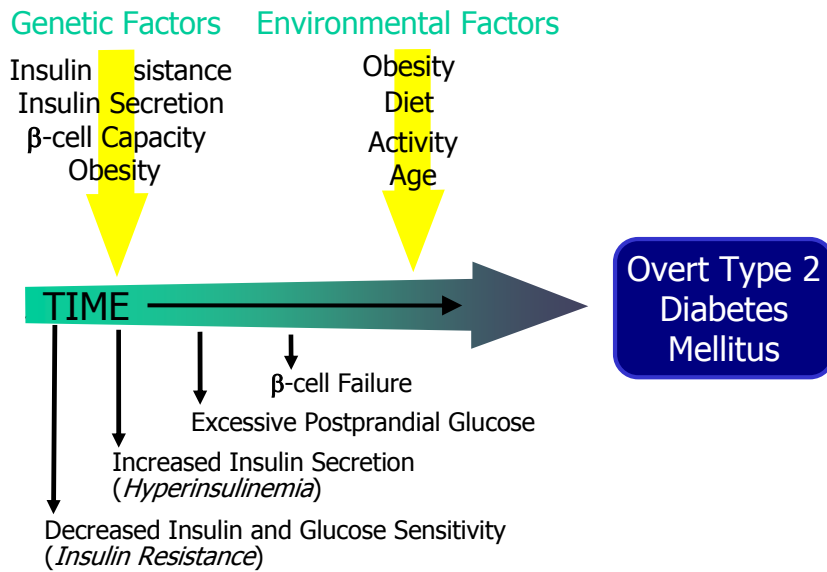 Genetic Factors
Insulin sistance
Insulin Secretion
β-cell Capacity
Obesity
Environmental Factors
Obesity
Diet
Activity
Age
TIME
Overt Type 2
Diabetes
Mellitus
β-cell Failure
Excessive Postprandial Glucose
Increased Insulin Secretion
(Hyperinsulinemia)
Decreased Insulin and Glucose Sensitivity
(Insulin Resistance)